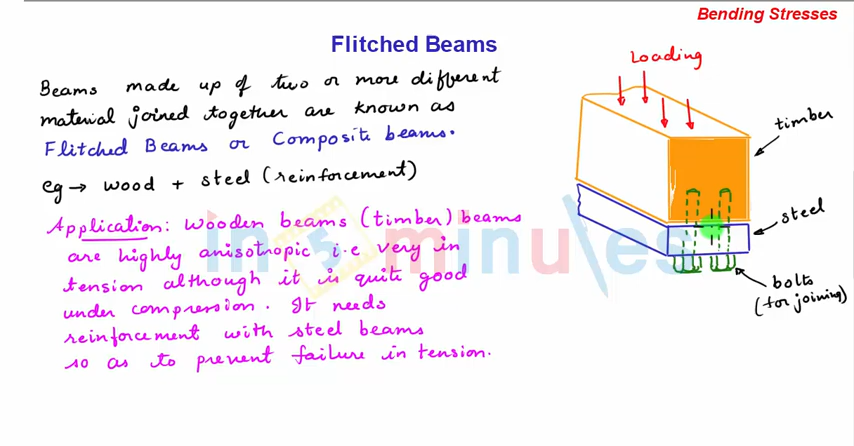 Bending Stresses
Flitched Beams
Beams made up of two or more different
material joined together are known as
Flitched Beams or Composite beams.
eg → wood + steel (reinforcement)
Application: Wooden beams (timber) beams
are highly anisotropic i.e very in
tension although it is quite good
under compression. It needs
reinforcement with steel beams
so as to prevent failure in tension.
Loading
timber
steel
bolts
(for joining)
in 5 minutes